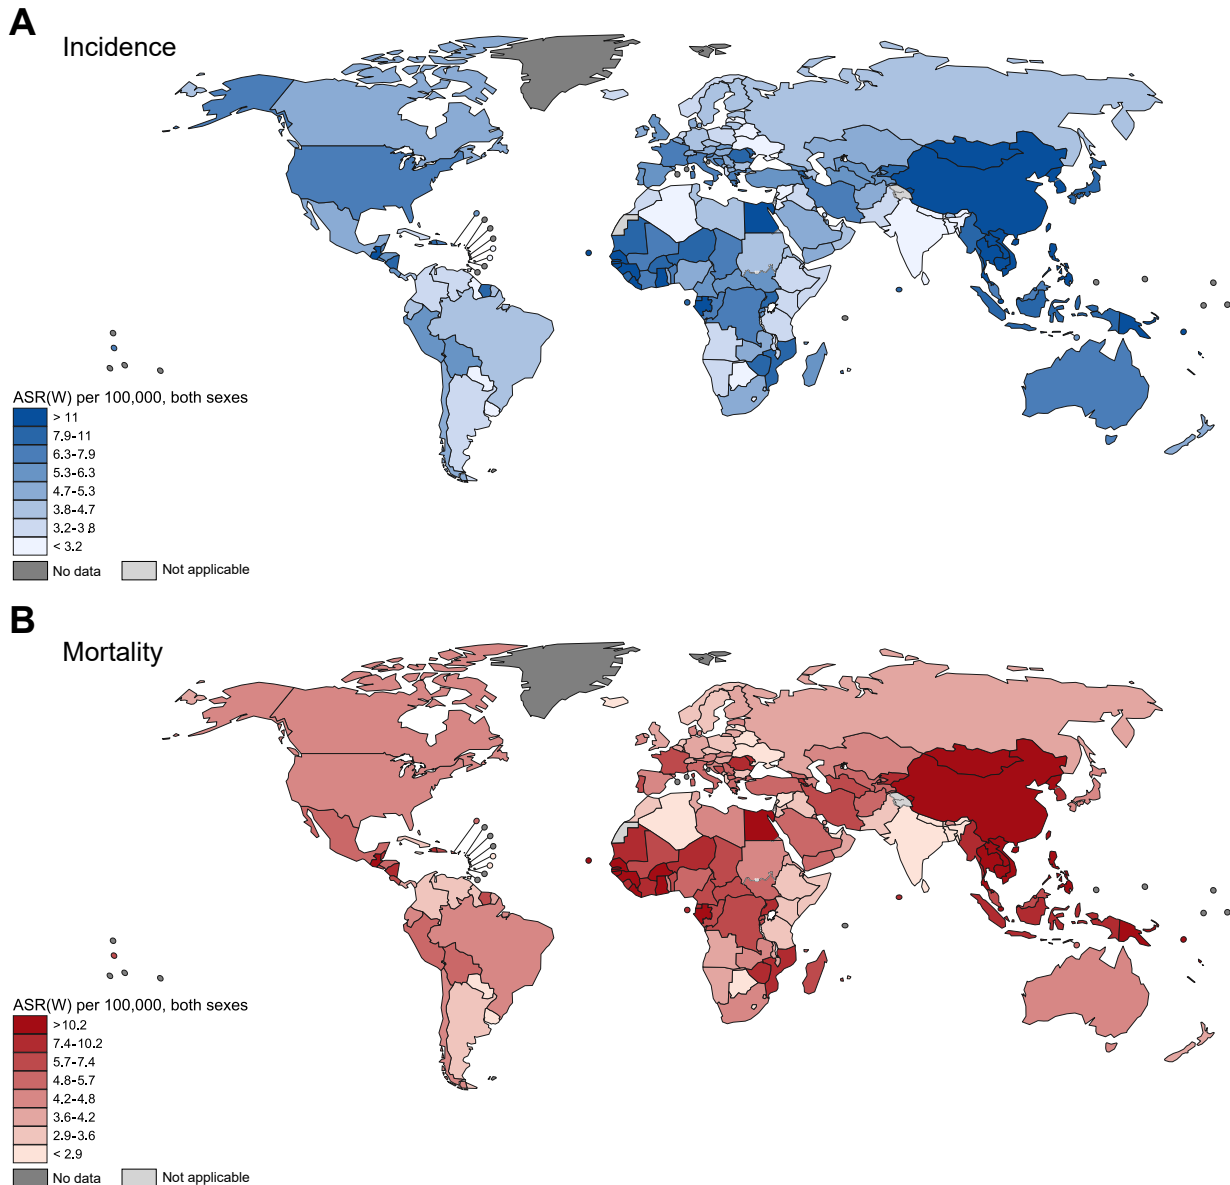 A
Incidence
ASR(W) per 100,000, both sexes
> 11
7.9-11
6.3-7.9
5.3-6.3
4.7-5.3
3.8-4.7
3.2-3.8
< 3.2
No data
Not applicable
B
Mortality
ASR(W) per 100,000, both sexes
>10.2
7.4-10.2
5.7-7.4
4.8-5.7
4.2-4.8
3.6-4.2
2.9-3.6
< 2.9
No data
Not applicable